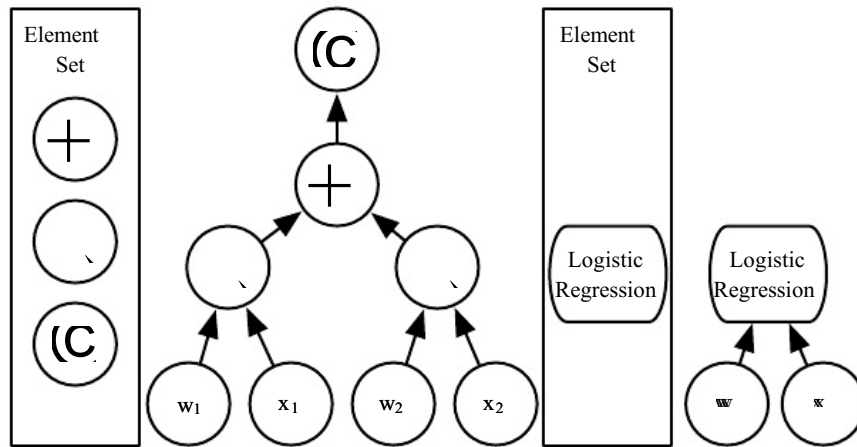 Element
Set
+
(C
w₁
x₁
w₂
x₂
(C
+
Element
Set
Logistic
Regression
Logistic
Regression
w
x